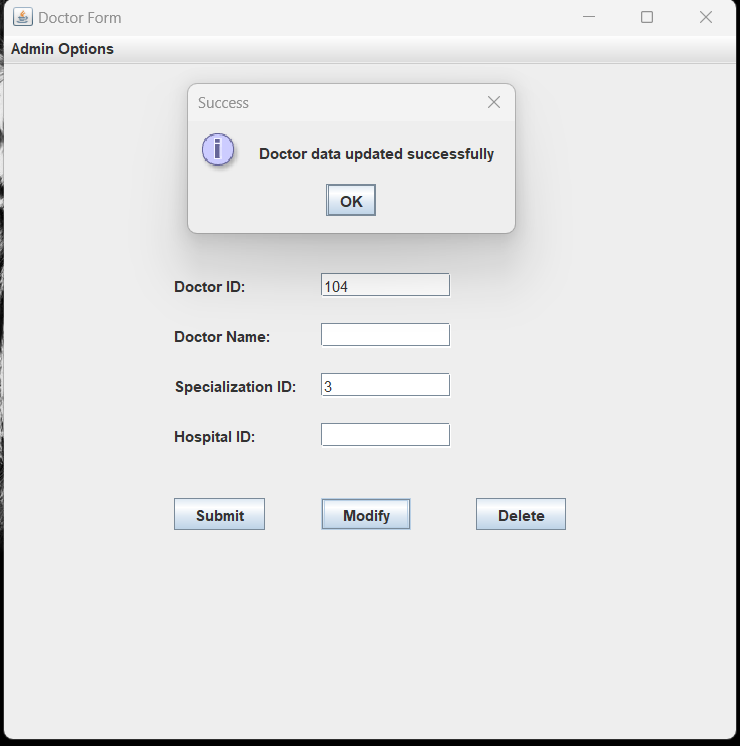 Doctor Form
Admin Options
Success
i
Doctor data updated successfully
OK
Doctor ID: 104
Doctor Name:
Specialization ID: 3
Hospital ID:
Submit Modify Delete